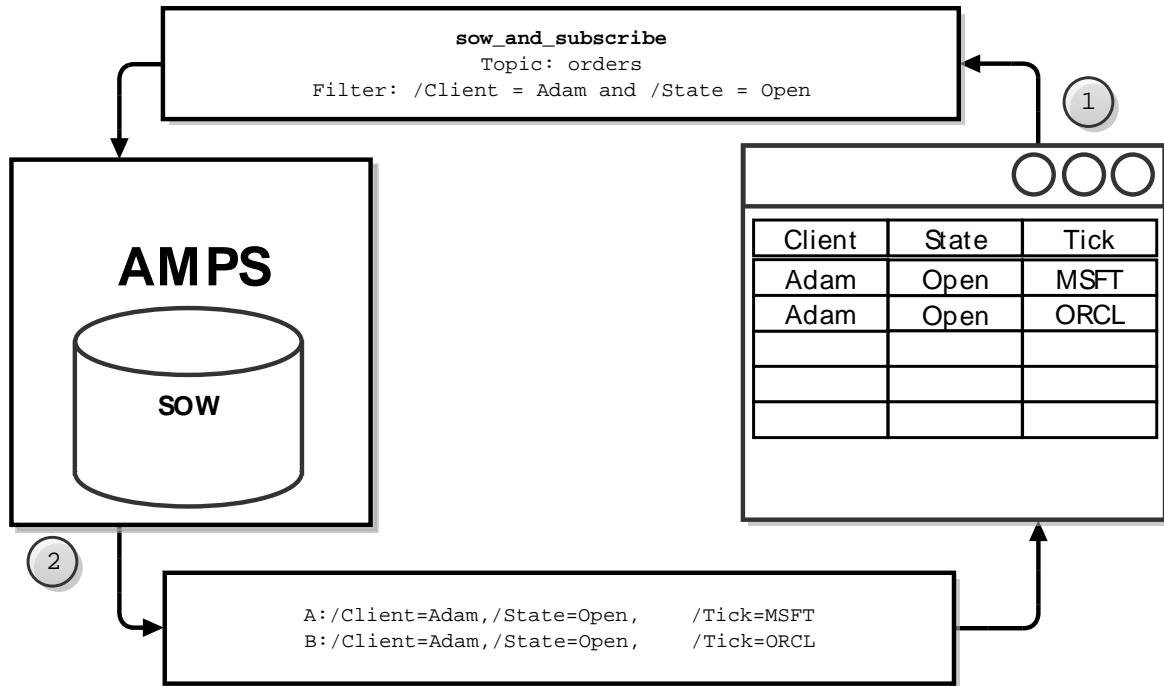 sow_and_subscribe
Topic: orders
Filter: /Client = Adam and /State = Open
1
AMPS
SOW
Client State Tick
Adam Open MSFT
Adam Open ORCL
2
A:/Client=Adam,/State=Open, /Tick=MSFT
B:/Client=Adam,/State=Open, /Tick=ORCL